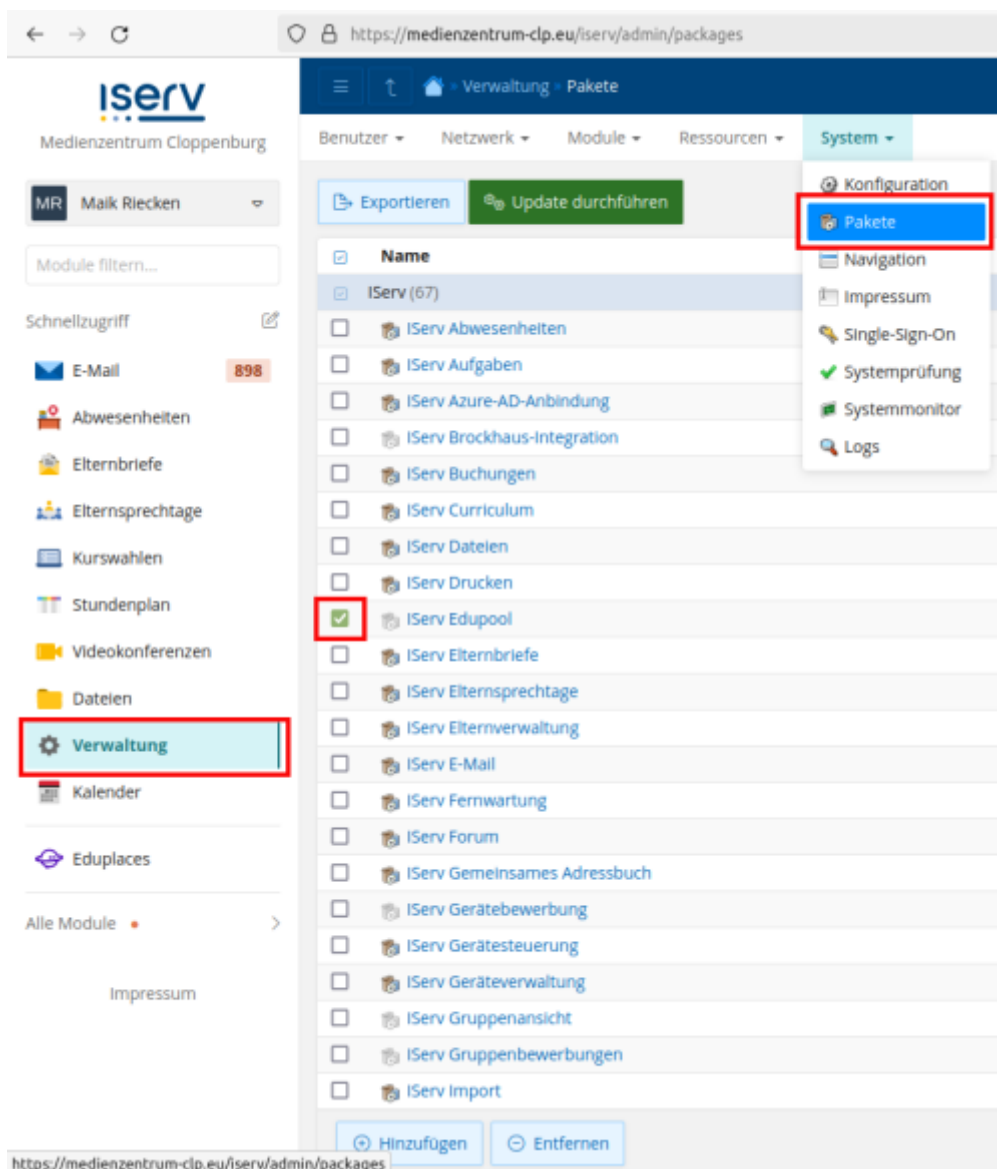 https://medienzentrum-clp.eu/iserv/admin/packages
ISerV
Medienzentrum Cloppenburg
MR Maik Riecken
Module filtern...
Schnellzugriff
E-Mail 898
Abwesenheiten
Elternbriefe
Elternsprechtage
Kurswahlen
Stundenplan
Videokonferenzen
Dateien
Verwaltung
Kalender
Eduplaces
Alle Module
Impressum
Verwaltung » Pakete
Benutzer Netzwerk Module Ressourcen System
Exportieren Update durchführen
Konfiguration
Pakete
Navigation
Impressum
Single-Sign-On
Systemprüfung
Systemmonitor
Logs
Name
IServ (67)
IServ Abwesenheiten
IServ Aufgaben
IServ Azure-AD-Anbindung
IServ Brockhaus-Integration
IServ Buchungen
IServ Curriculum
IServ Dateien
IServ Drucken
IServ Edupool
IServ Elternbriefe
IServ Elternsprechtage
IServ Elternverwaltung
IServ E-Mail
IServ Fernwartung
IServ Forum
IServ Gemeinsames Adressbuch
IServ Gerätebewerbung
IServ Gerätesteuerung
IServ Geräteverwaltung
IServ Gruppenansicht
IServ Gruppenbewerbungen
IServ Import
Hinzufügen Entfernen
https://medienzentrum-clp.eu/iserv/admin/packages